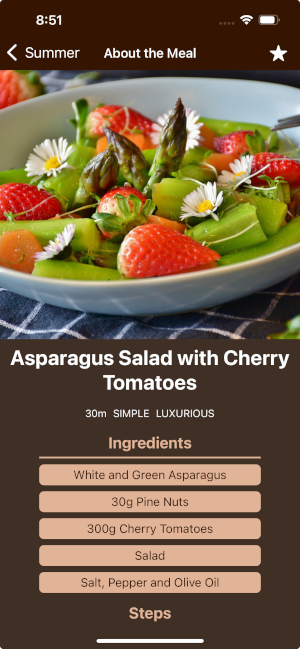 8:51
Summer
About the Meal
Asparagus Salad with Cherry
Tomatoes
30m SIMPLE LUXURIOUS
Ingredients
White and Green Asparagus
30g Pine Nuts
300g Cherry Tomatoes
Salad
Salt, Pepper and Olive Oil
Steps